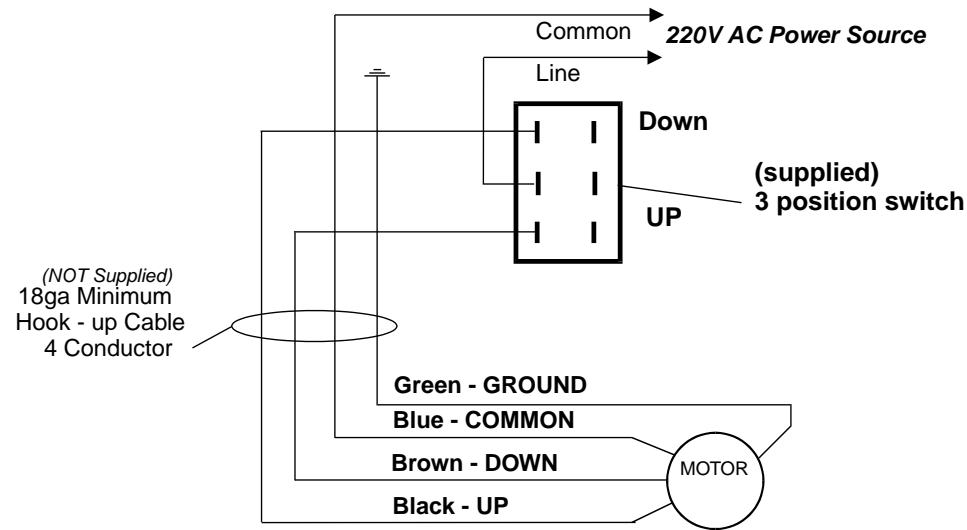 Common
220V AC Power Source
Line
Down
(supplied)
3 position switch
UP
(NOT Supplied)
18ga Minimum
Hook - up Cable
4 Conductor
Green - GROUND
Blue - COMMON
Brown - DOWN
MOTOR
Black - UP